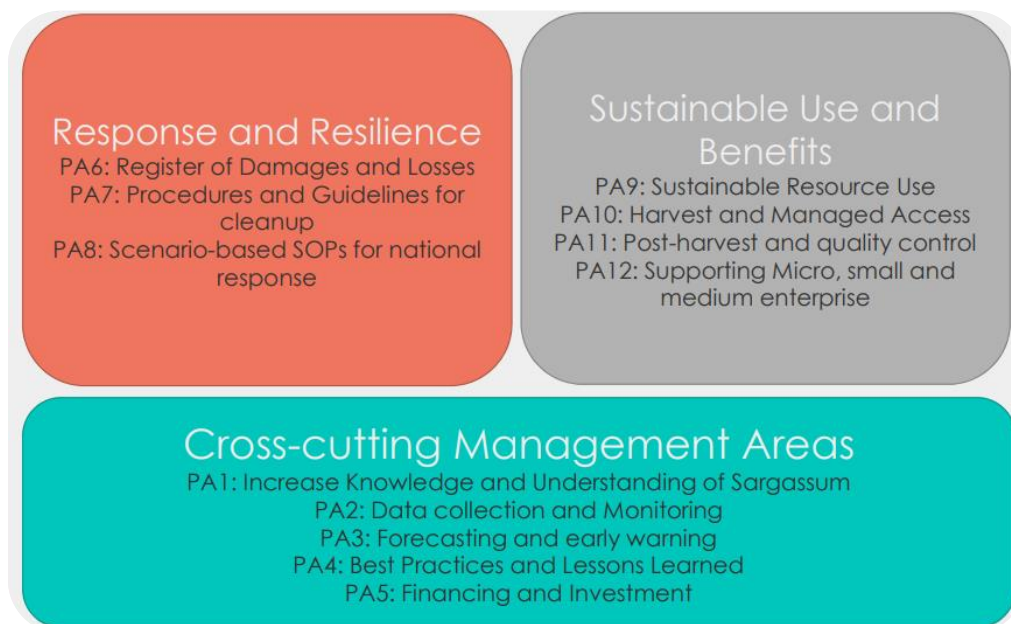 Response and Resilience
PA6: Register of Damages and Losses
PA7: Procedures and Guidelines for
cleanup
PA8: Scenario-based SOPs for national
response
Sustainable Use and
Benefits
PA9: Sustainable Resource Use
PA10: Harvest and Managed Access
PA11: Post-harvest and quality control
PA12: Supporting Micro, small and
medium enterprise
Cross-cutting Management Areas
PA1: Increase Knowledge and Understanding of Sargassum
PA2: Data collection and Monitoring
PA3: Forecasting and early warning
PA4: Best Practices and Lessons Learned
PA5: Financing and Investment